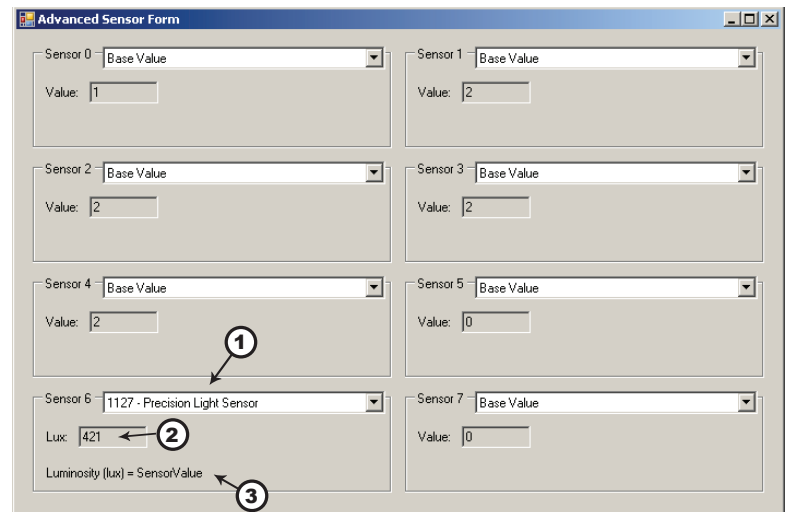 Advanced Sensor Form
Sensor 0 Base Value
Value: 1
Sensor 1 Base Value
Value: 2
Sensor 2 Base Value
Value: 2
Sensor 3 Base Value
Value: 2
Sensor 4 Base Value
Value: 2
Sensor 5 Base Value
Value: 0
1
Sensor 6 1127 - Precision Light Sensor
Lux: 421 2
Luminosity (lux) = SensorValue
3
Sensor 7 Base Value
Value: 0